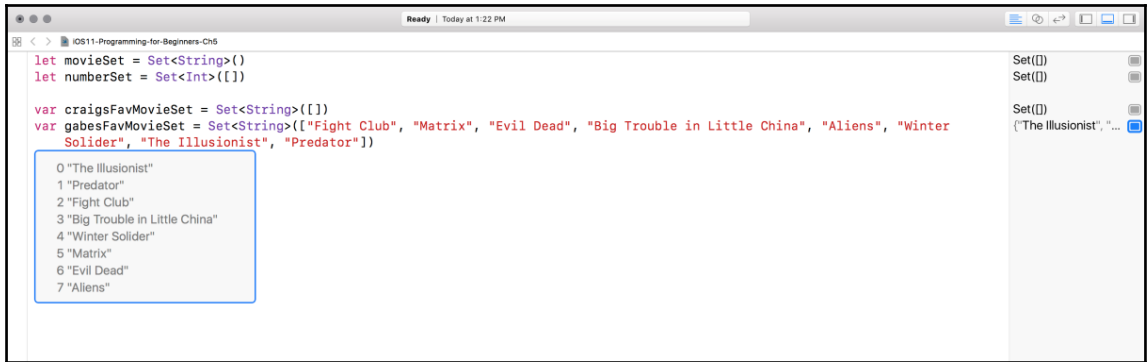 Ready | Today at 1:22 PM
iOS11-Programming-for-Beginners-Ch5
let movieSet = Set<String>()
Set([])
let numberSet = Set<Int>([])
Set([])
var craigsFavMovieSet = Set<String>([])
Set([])
var gabesFavMovieSet = Set<String>(["Fight Club", "Matrix", "Evil Dead", "Big Trouble in Little China", "Aliens", "Winter
{"The Illusionist", "...
Solider", "The Illusionist", "Predator"])
0 "The Illusionist"
1 "Predator"
2 "Fight Club"
3 "Big Trouble in Little China"
4 "Winter Solider"
5 "Matrix"
6 "Evil Dead"
7 "Aliens"